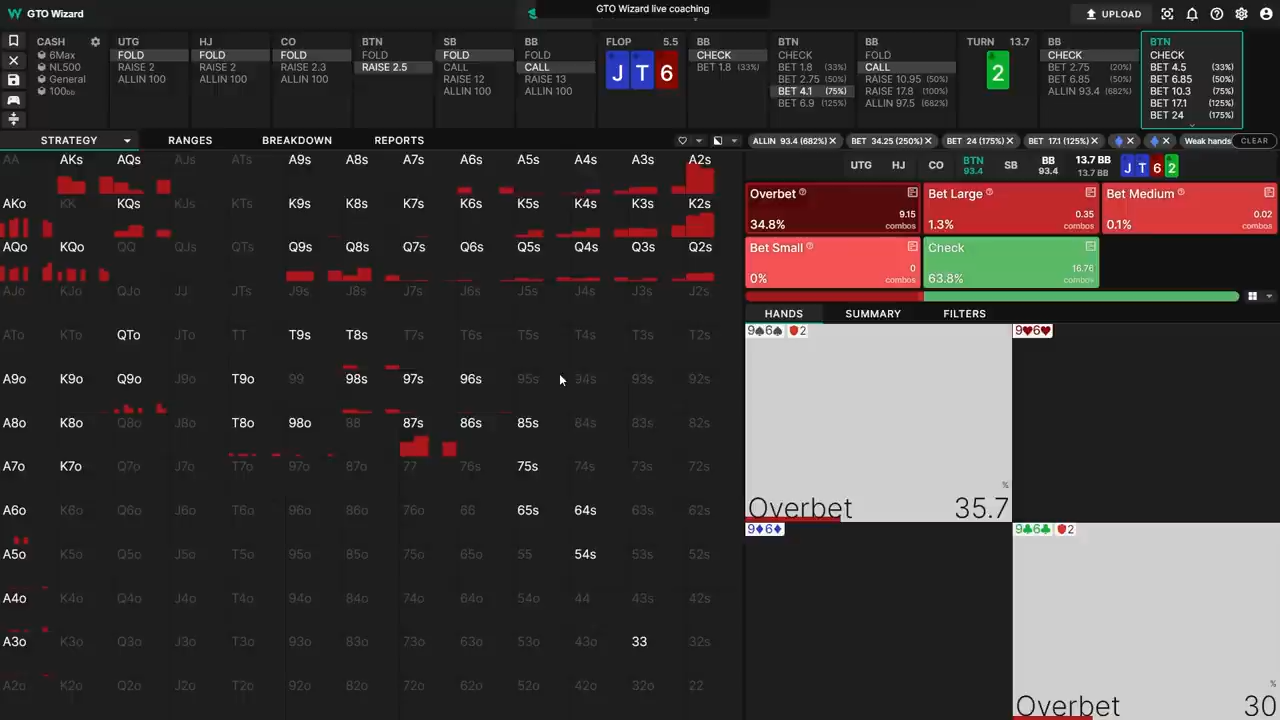 GTO Wizard live coaching
GTO Wizard
UPLOAD
CASH
6Max
NL500
General
100bb
UTG
FOLD
RAISE 2
ALLIN 100
HJ
FOLD
RAISE 2
ALLIN 100
CO
FOLD
RAISE 2.3
ALLIN 100
BTN
FOLD
RAISE 2.5
SB
FOLD
CALL
RAISE 12
ALLIN 100
BB
FOLD
CALL
RAISE 13
ALLIN 100
FLOP 5.5
J T 6
BB
CHECK
BET 1.8 (33%)
BTN
CHECK
BET 1.8 (33%)
BET 2.75 (50%)
BET 4.1 (75%)
BET 6.9 (125%)
BB
FOLD
CALL
RAISE 10.95 (50%)
RAISE 17.8 (100%)
ALLIN 97.5 (682%)
TURN 13.7
2
BB
CHECK
BET 2.75 (20%)
BET 6.85 (50%)
ALLIN 93.4 (682%)
BTN
CHECK
BET 4.5 (33%)
BET 6.85 (50%)
BET 10.3 (75%)
BET 17.1 (125%)
BET 24 (175%)
STRATEGY RANGES BREAKDOWN REPORTS
ALLIN 93.4 (682%) BET 34.25 (250%) BET 24 (175%) BET 17.1 (125%) Weak hands CLEAR
UTG HJ CO BTN 93.4 SB BB 93.4 13.7 BB 13.7 BB J T 6 2
Overbet
34.8%
9.15
combos
Bet Large
1.3%
0.35
combos
Bet Medium
0.1%
0.02
combos
Bet Small
0%
0
combos
Check
63.8%
16.76
combos
HANDS SUMMARY FILTERS
9♠6♠ 2
%
Overbet 35.7
9♥6♥
9♦6♦
9♣6♣ 2
%
Overbet 30
AA AKs AQs AJs ATs A9s A8s A7s A6s A5s A4s A3s A2s
AKo KK KQs KJs KTs K9s K8s K7s K6s K5s K4s K3s K2s
AQo KQo QQ QJs QTs Q9s Q8s Q7s Q6s Q5s Q4s Q3s Q2s
AJo KJo QJo JJ JTs J9s J8s J7s J6s J5s J4s J3s J2s
ATo KTo QTo JTo TT T9s T8s T7s T6s T5s T4s T3s T2s
A9o K9o Q9o J9o T9o 99 98s 97s 96s 95s 94s 93s 92s
A8o K8o Q8o J8o T8o 98o 88 87s 86s 85s 84s 83s 82s
A7o K7o Q7o J7o T7o 97o 87o 77 76s 75s 74s 73s 72s
A6o K6o Q6o J6o T6o 96o 86o 76o 66 65s 64s 63s 62s
A5o K5o Q5o J5o T5o 95o 85o 75o 65o 55 54s 53s 52s
A4o K4o Q4o J4o T4o 94o 84o 74o 64o 54o 44 43s 42s
A3o K3o Q3o J3o T3o 93o 83o 73o 63o 53o 43o 33 32s
A2o K2o Q2o J2o T2o 92o 82o 72o 62o 52o 42o 32o 22